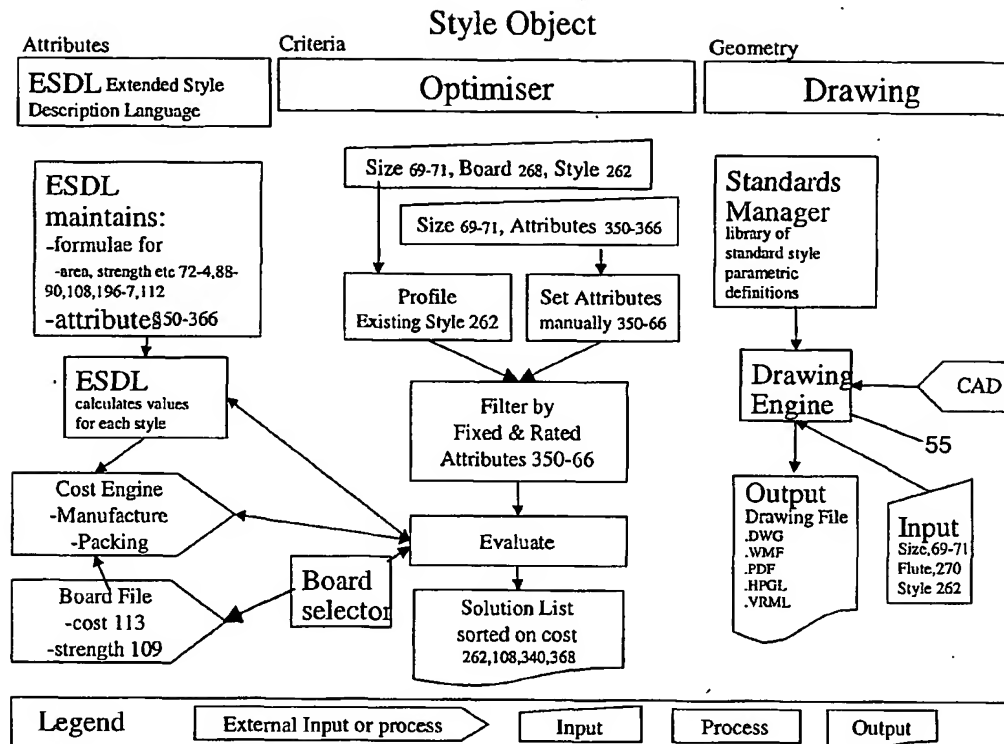 Style Object
Attributes
Criteria
Geometry
ESDL Extended Style
Description Language
Optimiser
Drawing
ESDL
maintains:
-formulae for
-area, strength etc 72-4,88-
90,108,196-7,112
-attribute§50-366
ESDL
calculates values
for each style
Cost Engine
-Manufacture
-Packing
Board File
-cost 113
-strength 109
Size 69-71, Board 268, Style 262
Size 69-71, Attributes 350-366
Profile
Existing Style 262
Set Attributes
manually 350-66
Filter by
Fixed & Rated
Attributes 350-66
Evaluate
Board
selector
Solution List
sorted on cost
262,108,340,368
Standards
Manager
library of
standard style
parametric
definitions
Drawing
Engine
CAD
55
Output
Drawing File
.DWG
.WMF
.PDF
.HPGL
.VRML
Input
Size,69-71
Flute,270
Style 262
Legend
External Input or process
Input
Process
Output